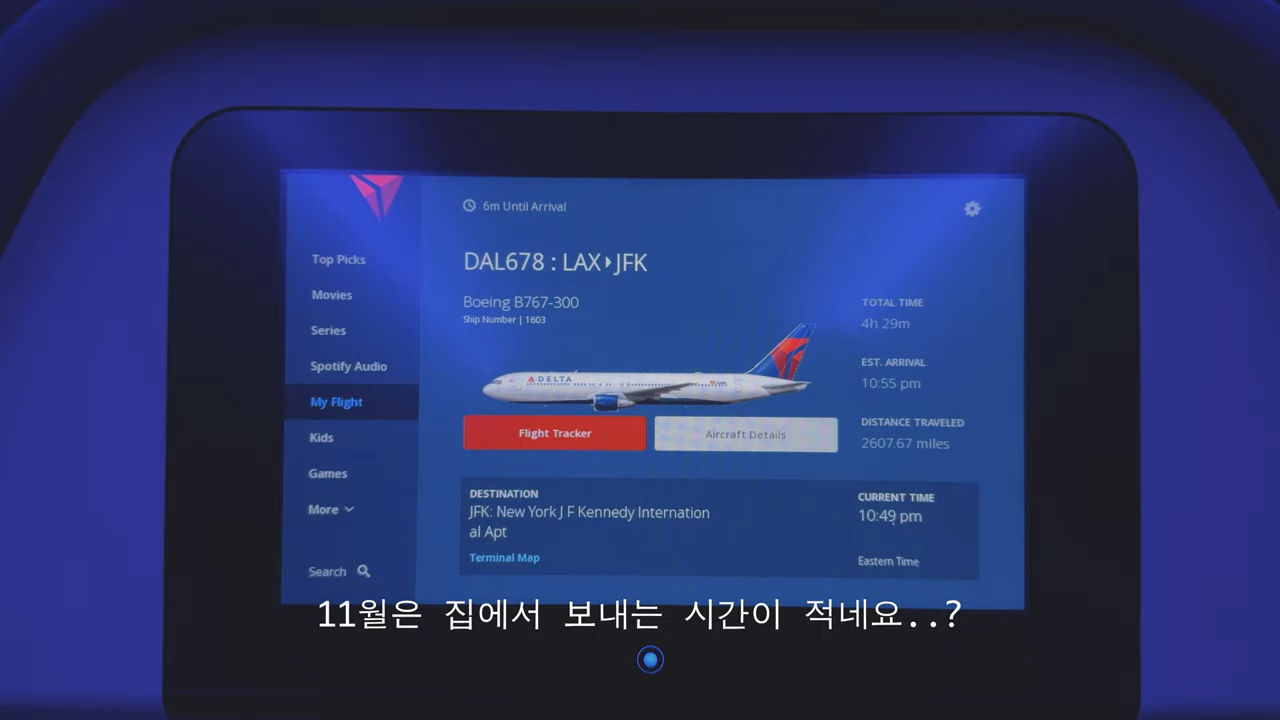 6m Until Arrival
Top Picks
Movies
Series
Spotify Audio
My Flight
Kids
Games
More
Search
DAL678 : LAX JFK
Boeing B767-300
Ship Number | 1603
DELTA
Flight Tracker
Aircraft Details
TOTAL TIME
4h 29m
EST. ARRIVAL
10:55 pm
DISTANCE TRAVELED
2607.67 miles
DESTINATION
JFK: New York J F Kennedy Internation
al Apt
Terminal Map
CURRENT TIME
10:49 pm
Eastern Time
11월은 집에서 보내는 시간이 적네요..?